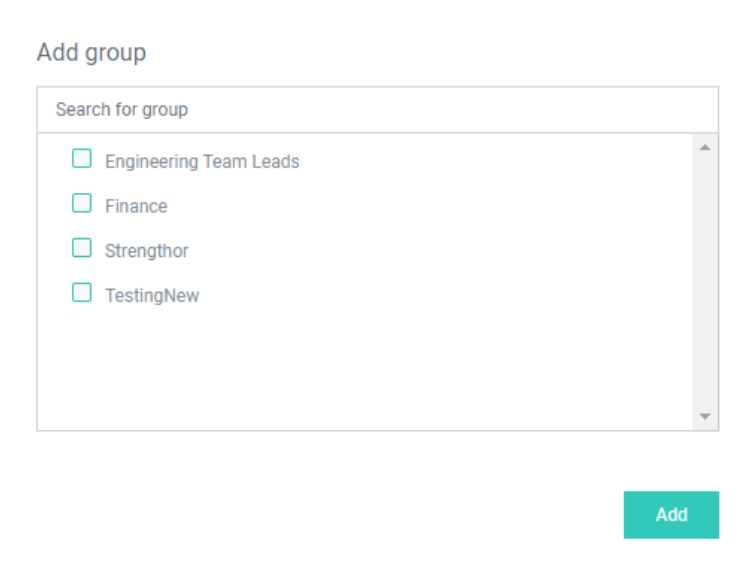 Add group
Search for group
Engineering Team Leads
Finance
Strengthor
TestingNew
Add